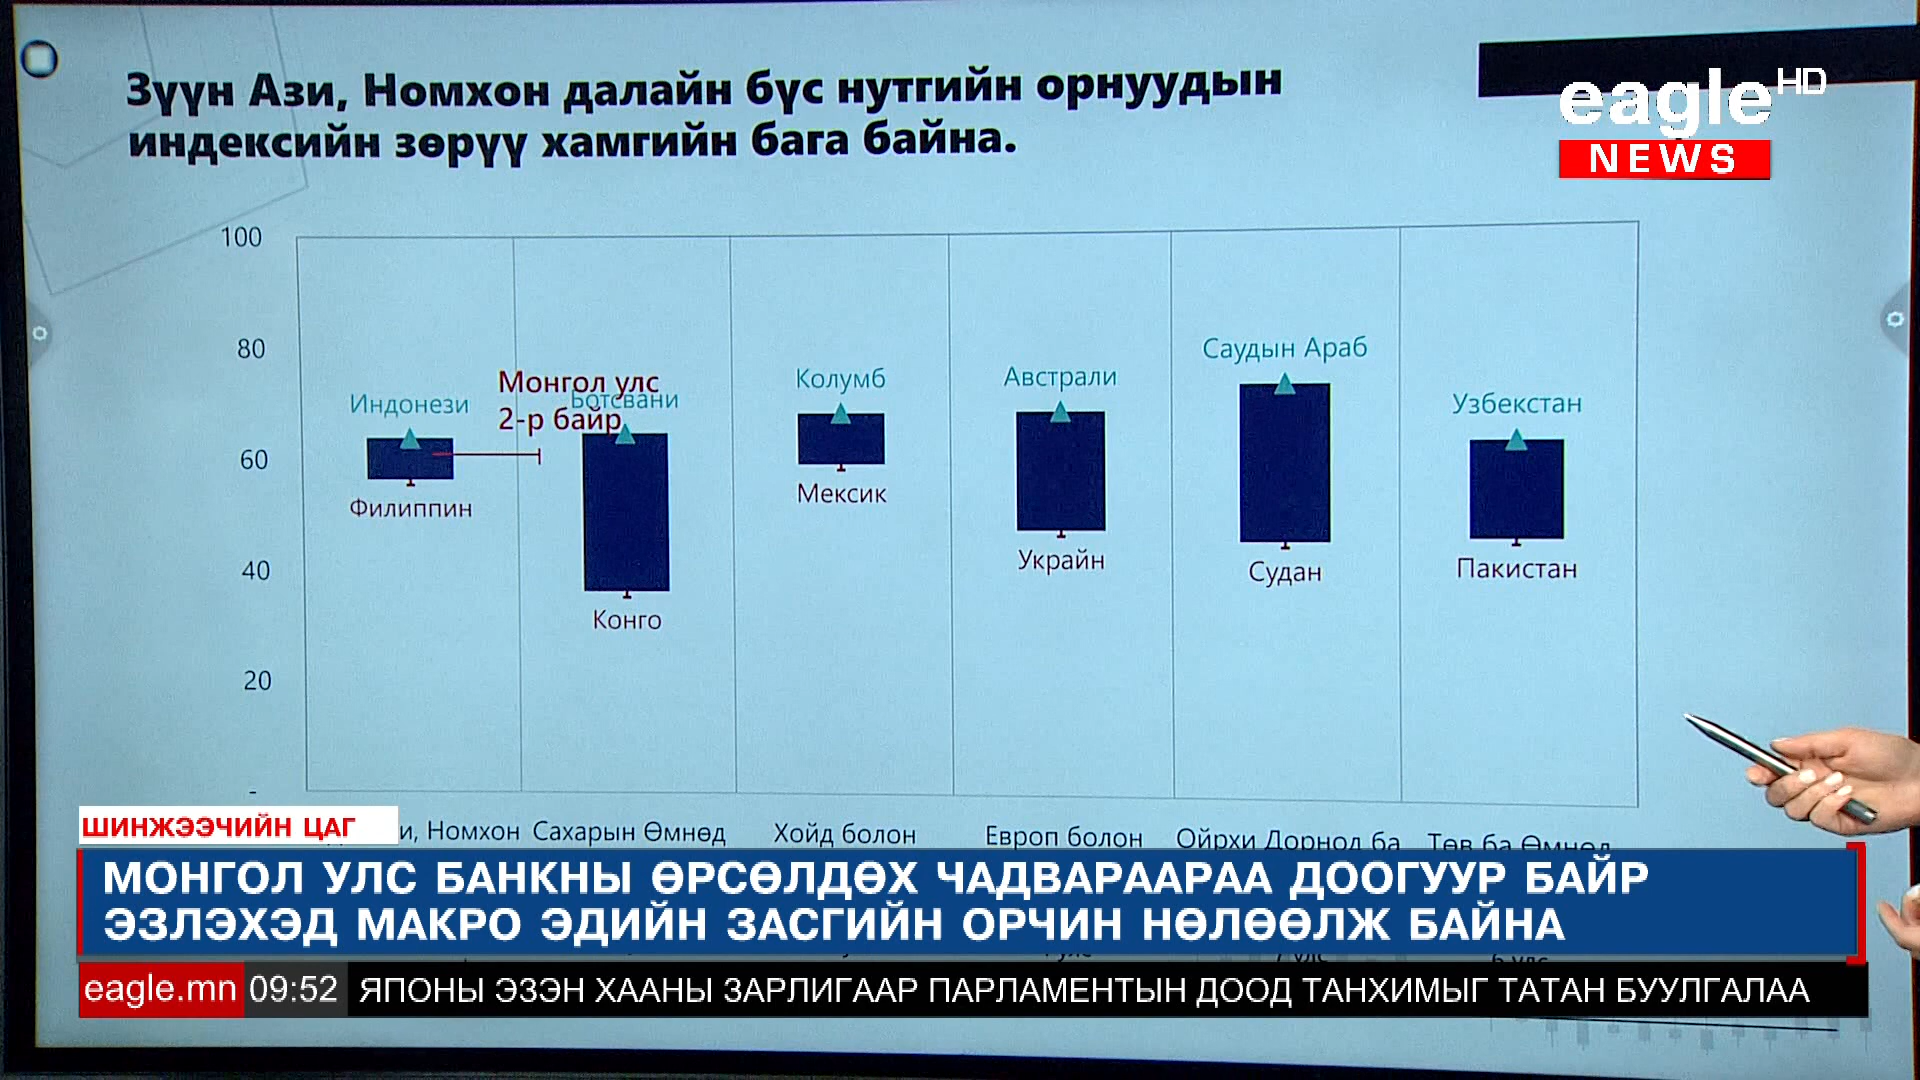 Зүүн Ази, Номхон далайн бүс нутгийн орнуудын
индексийн зөрүү хамгийн бага байна.
eagle HD
NEWS
100
80
60
40
20
-
Индонези
Филиппин
Монгол улс
2-р байр
Ботсвани
Конго
Колумб
Мексик
Австрали
Украйн
Саудын Араб
Судан
Узбекстан
Пакистан
Номхон
Сахарын Өмнөд
Хойд болон
Европ болон
Ойрхи Дорнод ба
Төв ба Өмнөд
ШИНЖЭЭЧИЙН ЦАГ
МОНГОЛ УЛС БАНКНЫ ӨРСӨЛДӨХ ЧАДВАРААРАА ДООГУУР БАЙР
ЭЗЛЭХЭД МАКРО ЭДИЙН ЗАСГИЙН ОРЧИН НӨЛӨӨЛЖ БАЙНА
eagle.mn 09:52 ЯПОНЫ ЭЗЭН ХААНЫ ЗАРЛИГААР ПАРЛАМЕНТЫН ДООД ТАНХИМЫГ ТАТАН БУУЛГАЛАА